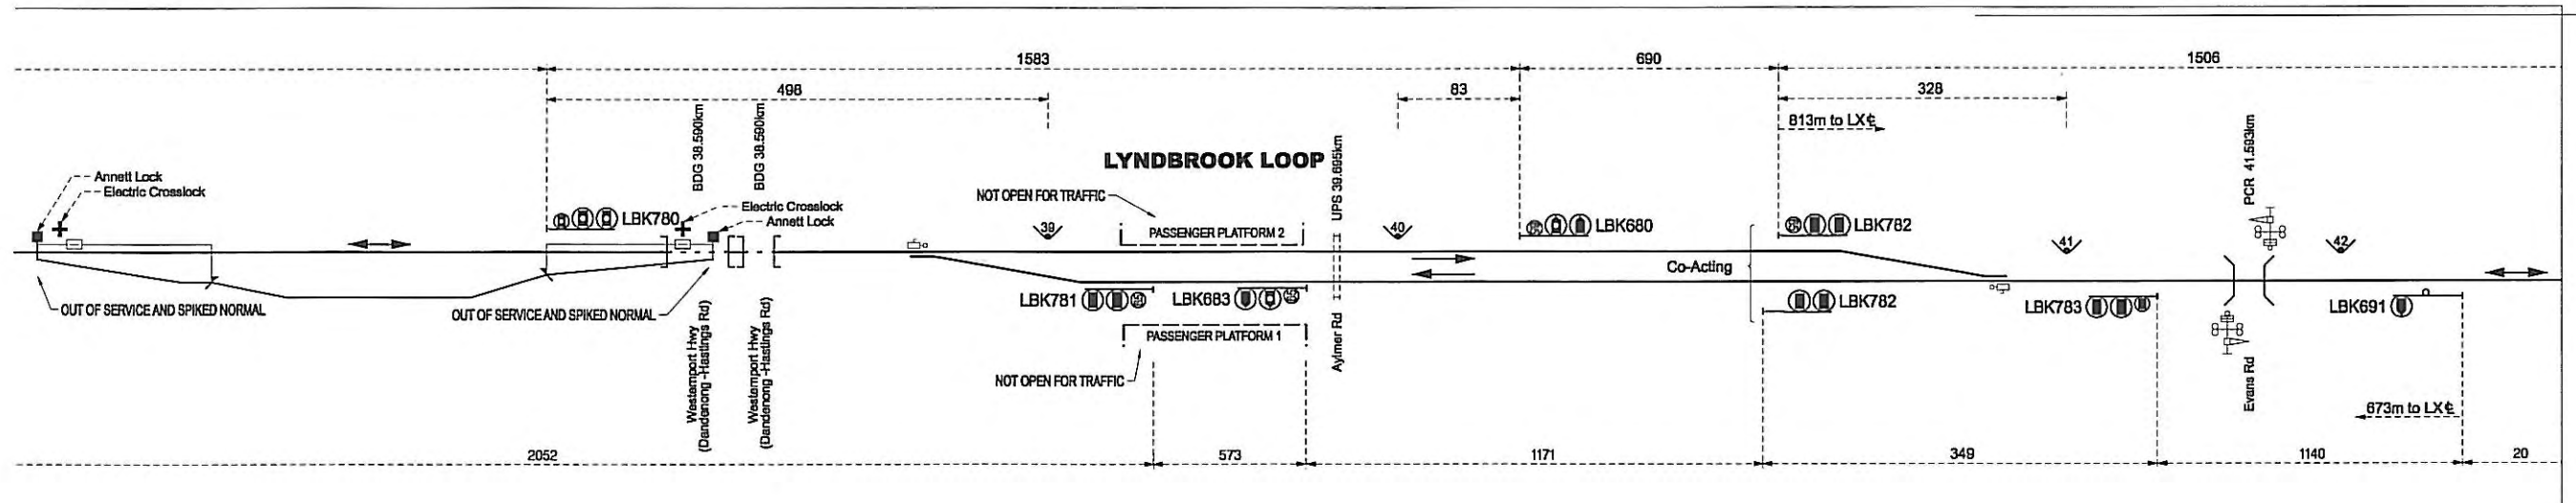 1583
690
1506
498
83
328
813m to LX℄
BDG 38.590km
BDG 38.590km
LYNDBROOK LOOP
UPS 39.695km
PCR 41.593km
Annett Lock
Electric Crosslock
NOT OPEN FOR TRAFFIC
LBK780
Electric Crosslock
Annett Lock
39
PASSENGER PLATFORM 2
40
LBK680
LBK782
41
42
Co-Acting
OUT OF SERVICE AND SPIKED NORMAL
OUT OF SERVICE AND SPIKED NORMAL
LBK781
LBK683
LBK782
LBK783
LBK691
PASSENGER PLATFORM 1
NOT OPEN FOR TRAFFIC
Westernport Hwy
(Dandenong -Hastings Rd)
Westernport Hwy
(Dandenong -Hastings Rd)
Aylmer Rd
Evans Rd
673m to LX℄
2052
573
1171
349
1140
20